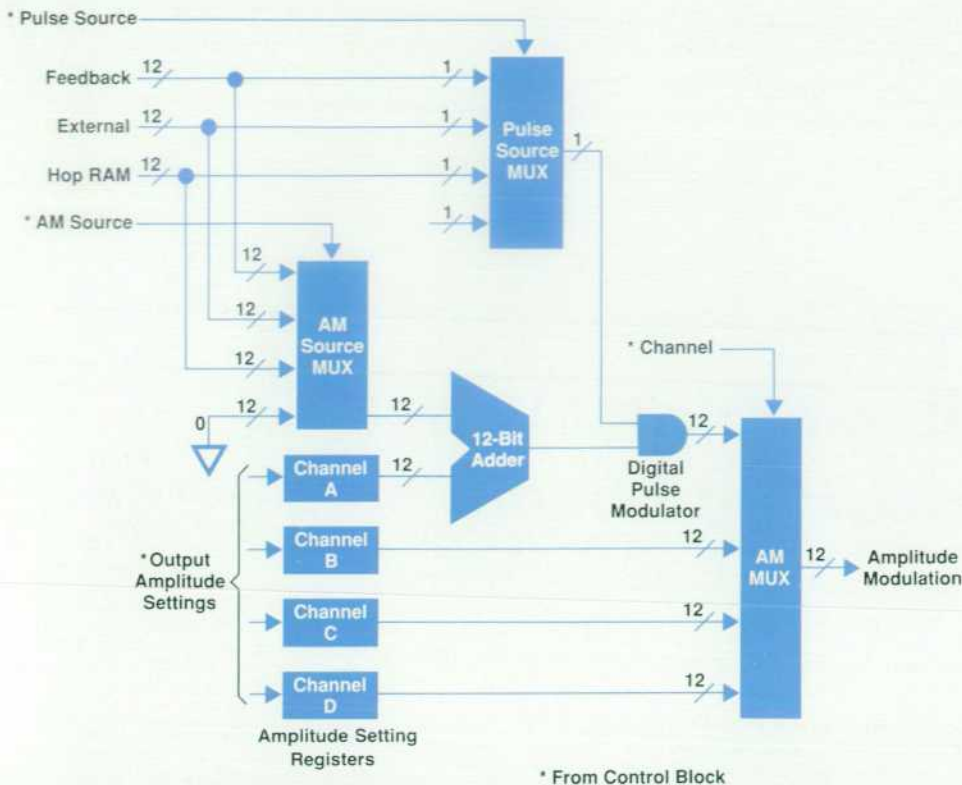 * Pulse Source
Feedback
12
1
External
12
1
Hop RAM
12
1
* AM Source
1
Pulse
Source
MUX
1
12
12
12
0
12
AM
Source
MUX
12
12-Bit
Adder
* Channel
12
Digital
Pulse
Modulator
Channel
A
12
Channel
B
12
Channel
C
12
Channel
D
12
* Output
Amplitude
Settings
Amplitude Setting
Registers
AM
MUX
12
Amplitude
Modulation
* From Control Block